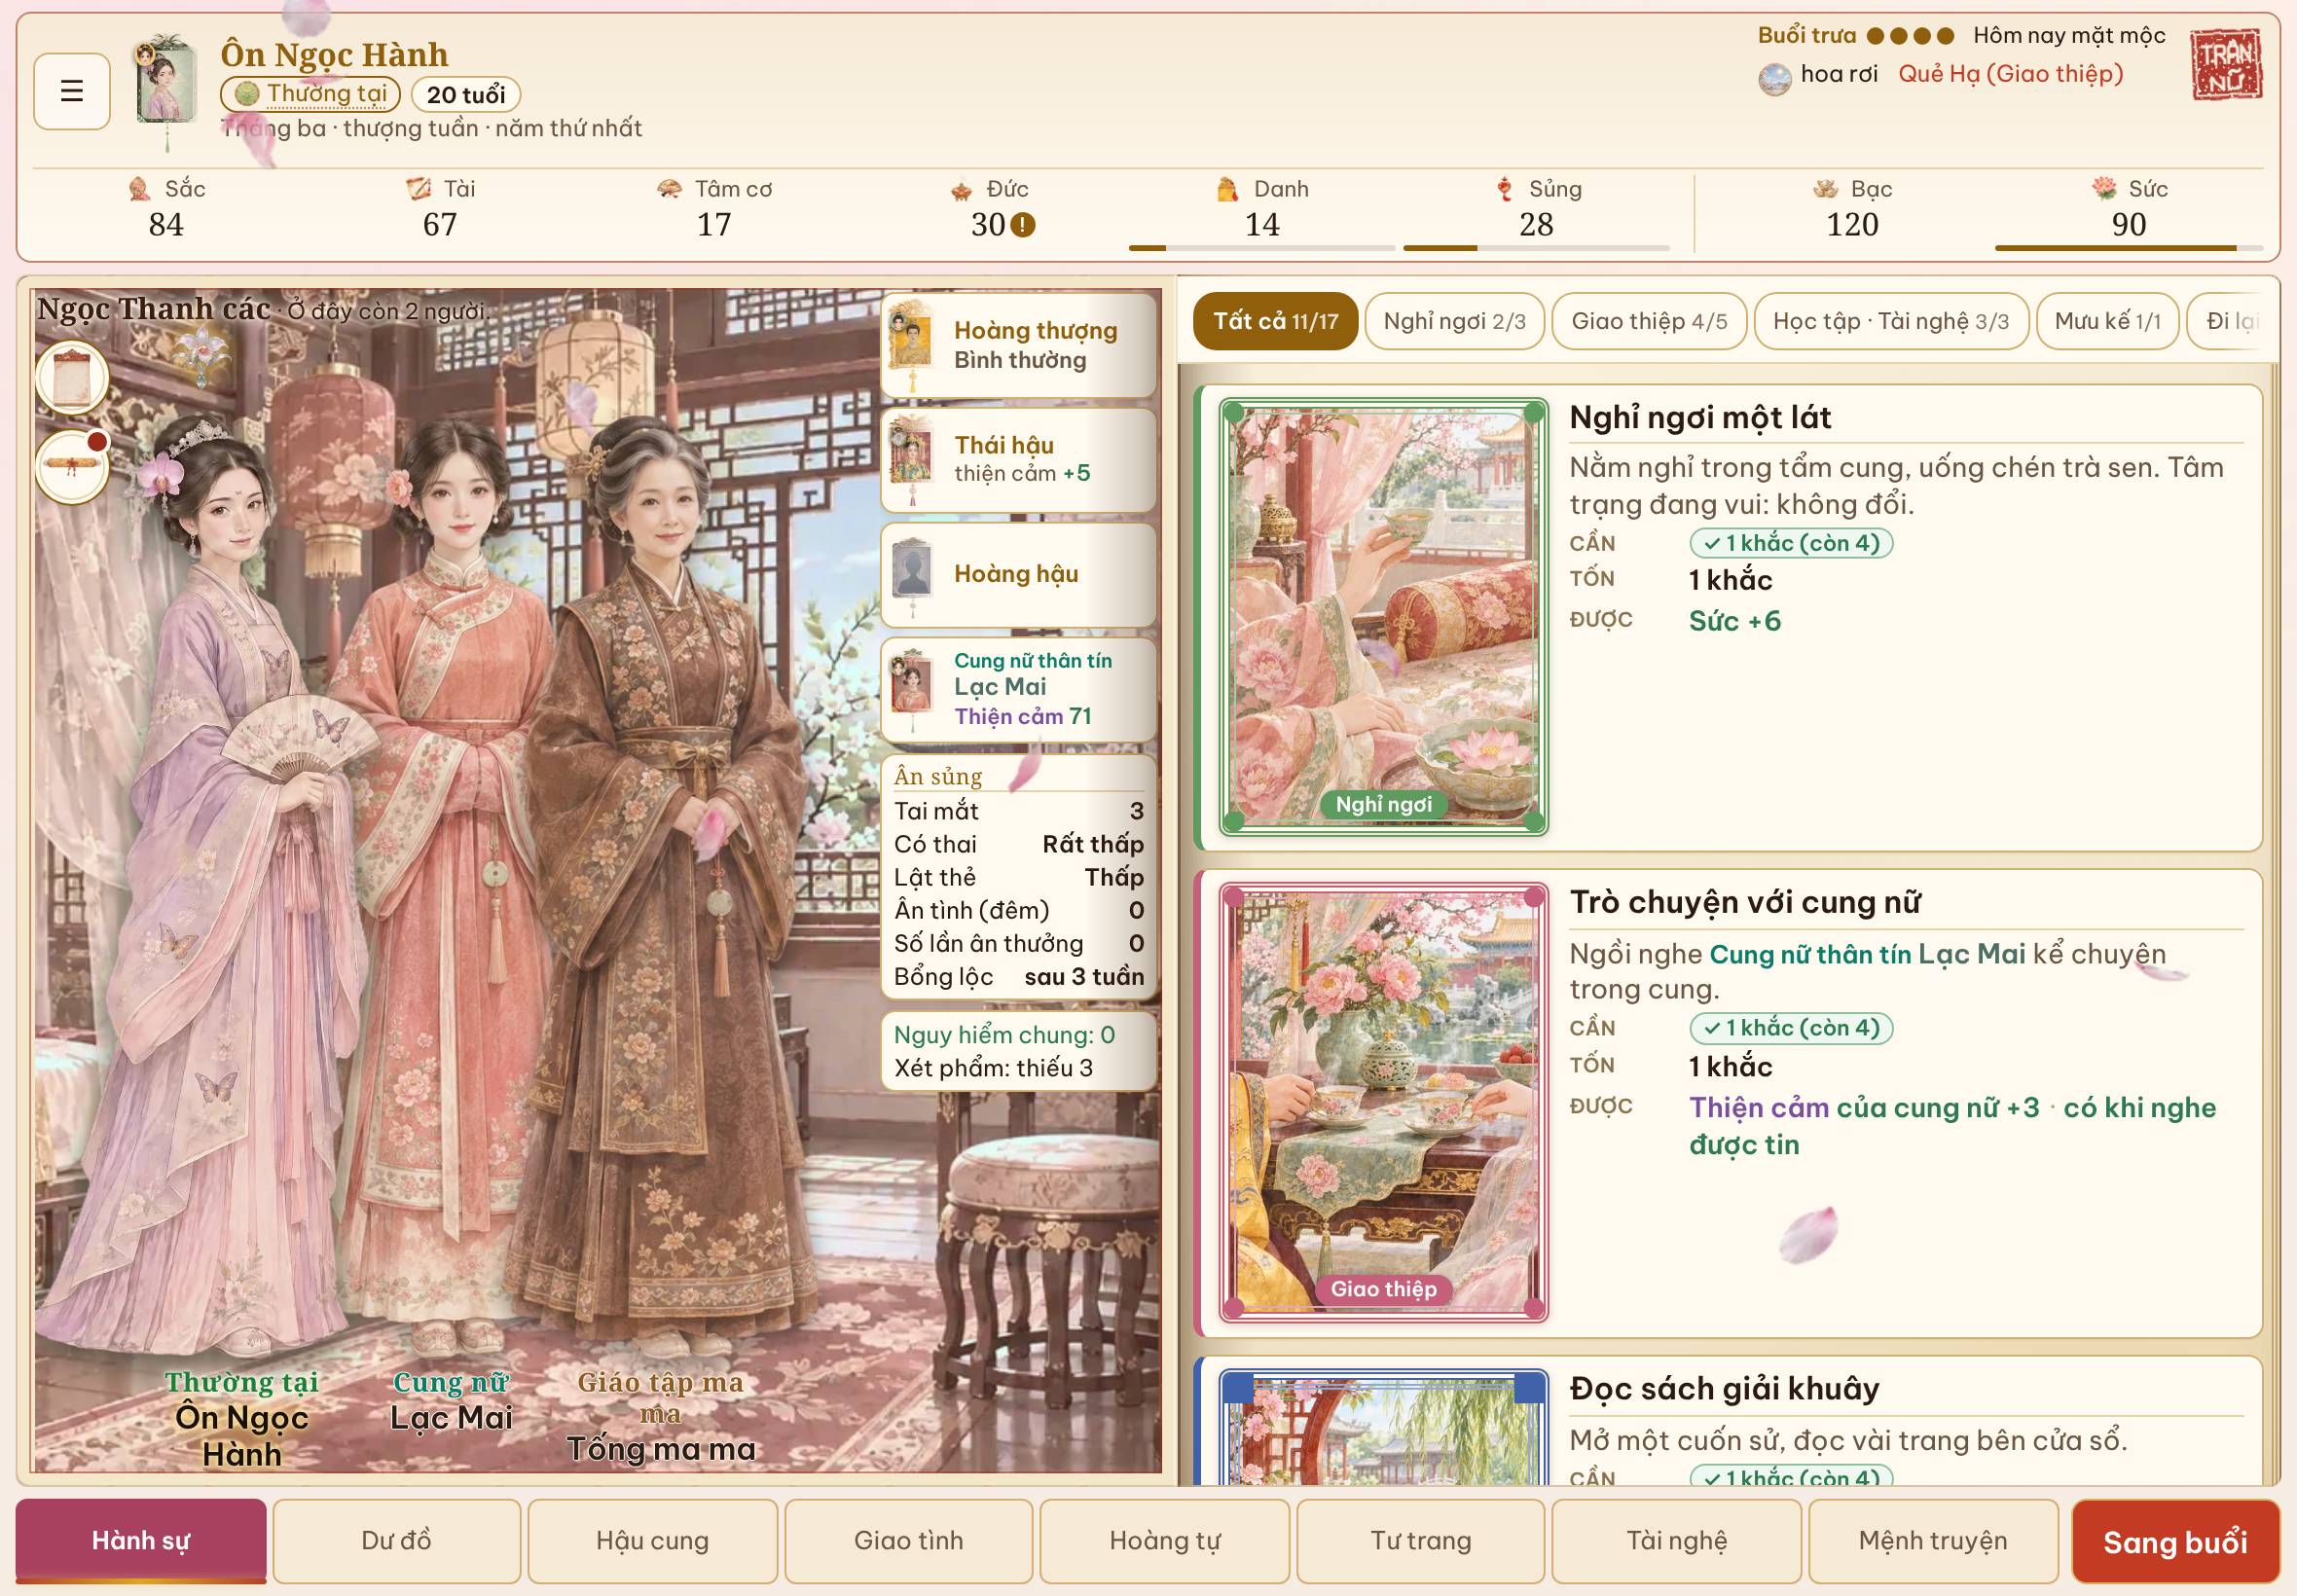 ☰
Ôn Ngọc Hành
Thường tại
20 tuổi
Tháng ba · thượng tuần · năm thứ nhất
Buổi trưa
Hôm nay mặt mộc
hoa rơi
Quẻ Hạ (Giao thiệp)
TRÂN NỮ
Sắc
84
Tài
67
Tâm cơ
17
Đức
30 !
Danh
14
Sủng
28
Bạc
120
Sức
90
Ngọc Thanh các · Ở đây còn 2 người.
Hoàng thượng
Bình thường
Thái hậu
thiện cảm +5
Hoàng hậu
Cung nữ thân tín
Lạc Mai
Thiện cảm 71
Ân sủng
Tai mắt 3
Có thai Rất thấp
Lật thẻ Thấp
Ân tình (đêm) 0
Số lần ân thưởng 0
Bổng lộc sau 3 tuần
Nguy hiểm chung: 0
Xét phẩm: thiếu 3
Thường tại
Ôn Ngọc
Hành
Cung nữ
Lạc Mai
Giáo tập ma
ma
Tống ma ma
Tất cả 11/17
Nghỉ ngơi 2/3
Giao thiệp 4/5
Học tập · Tài nghệ 3/3
Mưu kế 1/1
Đi lại
Nghỉ ngơi
Nghỉ ngơi một lát
Nằm nghỉ trong tẩm cung, uống chén trà sen. Tâm
trạng đang vui: không đổi.
CẦN ✓ 1 khắc (còn 4)
TỐN 1 khắc
ĐƯỢC Sức +6
Giao thiệp
Trò chuyện với cung nữ
Ngồi nghe Cung nữ thân tín Lạc Mai kể chuyện
trong cung.
CẦN ✓ 1 khắc (còn 4)
TỐN 1 khắc
ĐƯỢC Thiện cảm của cung nữ +3 · có khi nghe
được tin
Đọc sách giải khuây
Mở một cuốn sử, đọc vài trang bên cửa sổ.
CẦN ✓ 1 khắc (còn 4)
Hành sự
Dư đồ
Hậu cung
Giao tình
Hoàng tự
Tư trang
Tài nghệ
Mệnh truyện
Sang buổi